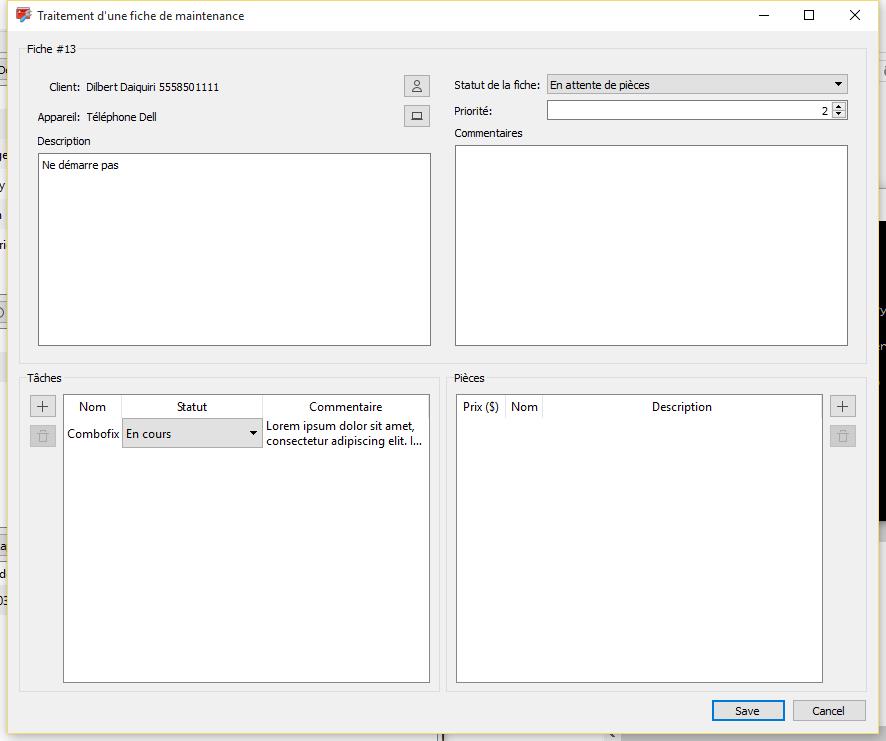 Traitement d'une fiche de maintenance
Fiche #13
Client: Dilbert Daiquiri 5558501111
Appareil: Téléphone Dell
Description
Ne démarre pas
Statut de la fiche: En attente de pièces
Priorité: 2
Commentaires
Tâches
Nom Statut Commentaire
Combofix En cours Lorem ipsum dolor sit amet,
consectetur adipiscing elit. I...
Pièces
Prix ($) Nom Description
Save Cancel